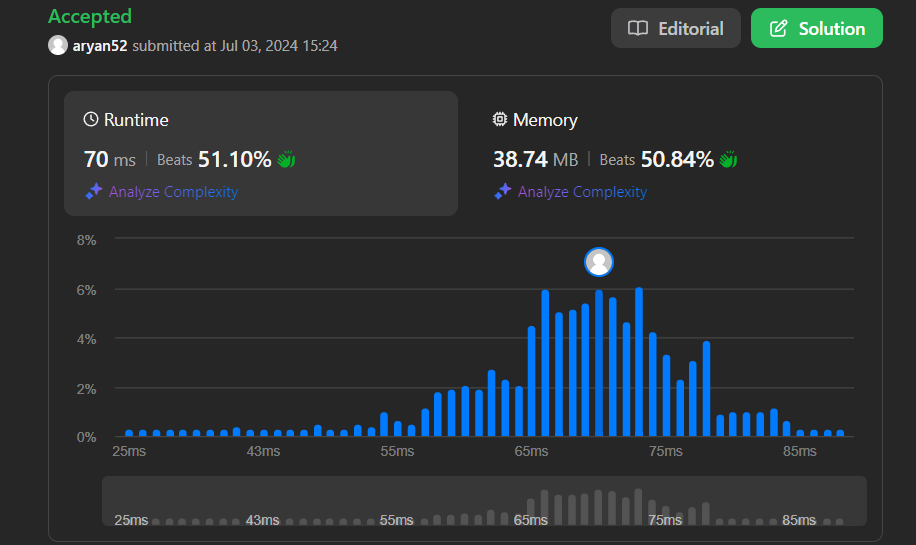 Accepted
aryan52 submitted at Jul 03, 2024 15:24
Editorial
Solution
Runtime
70 ms | Beats 51.10%
Analyze Complexity
Memory
38.74 MB | Beats 50.84%
Analyze Complexity
8%
6%
4%
2%
0%
25ms 43ms 55ms 65ms 75ms 85ms
25ms 43ms 55ms 65ms 75ms 85ms